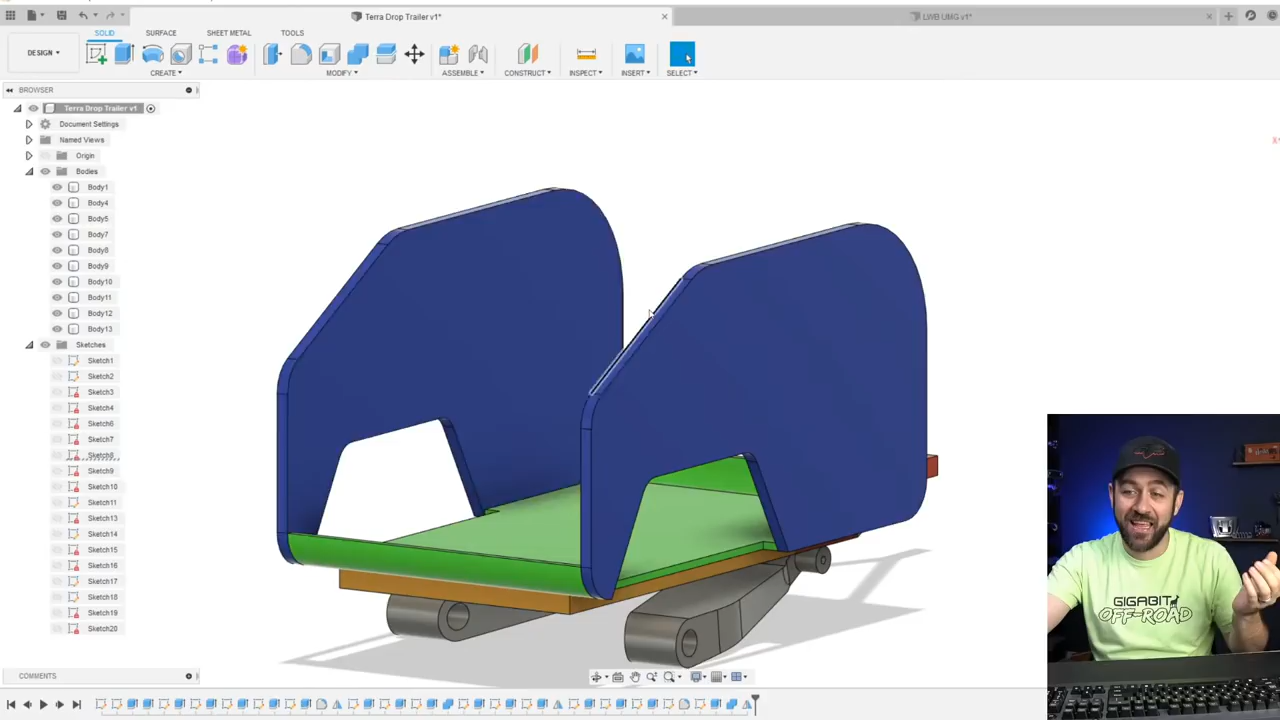 Terra Drop Trailer v1*
LWB UMG v1*
DESIGN
SOLID
SURFACE
SHEET METAL
TOOLS
CREATE
MODIFY
ASSEMBLE
CONSTRUCT
INSPECT
INSERT
SELECT
BROWSER
Terra Drop Trailer v1
Document Settings
Named Views
Origin
Bodies
Body1
Body4
Body5
Body7
Body8
Body9
Body10
Body11
Body12
Body13
Sketches
Sketch1
Sketch2
Sketch3
Sketch4
Sketch6
Sketch7
Sketch8
Sketch9
Sketch10
Sketch11
Sketch13
Sketch14
Sketch15
Sketch16
Sketch17
Sketch18
Sketch19
Sketch20
COMMENTS
GIGABIT
OFF-ROAD